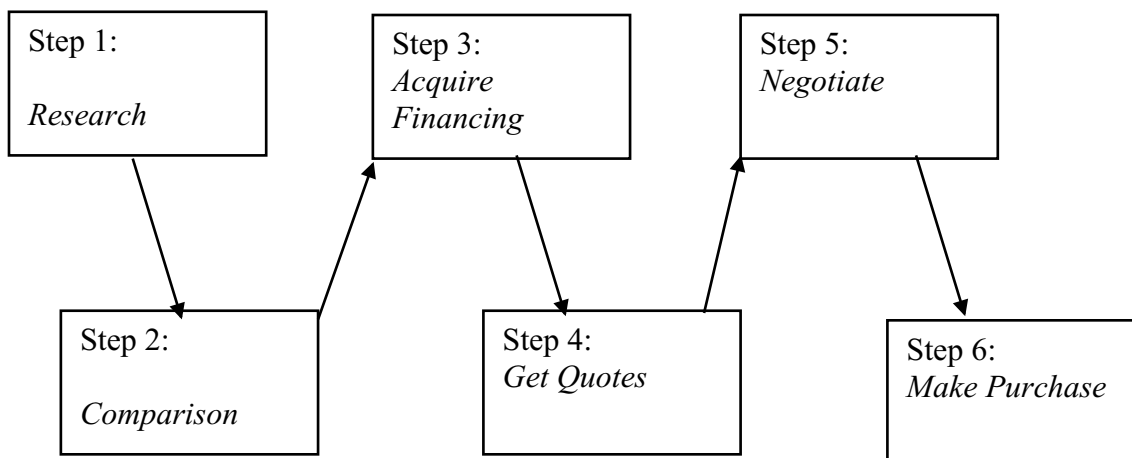 Step 1:
Research
Step 2:
Comparison
Step 3:
Acquire
Financing
Step 4:
Get Quotes
Step 5:
Negotiate
Step 6:
Make Purchase